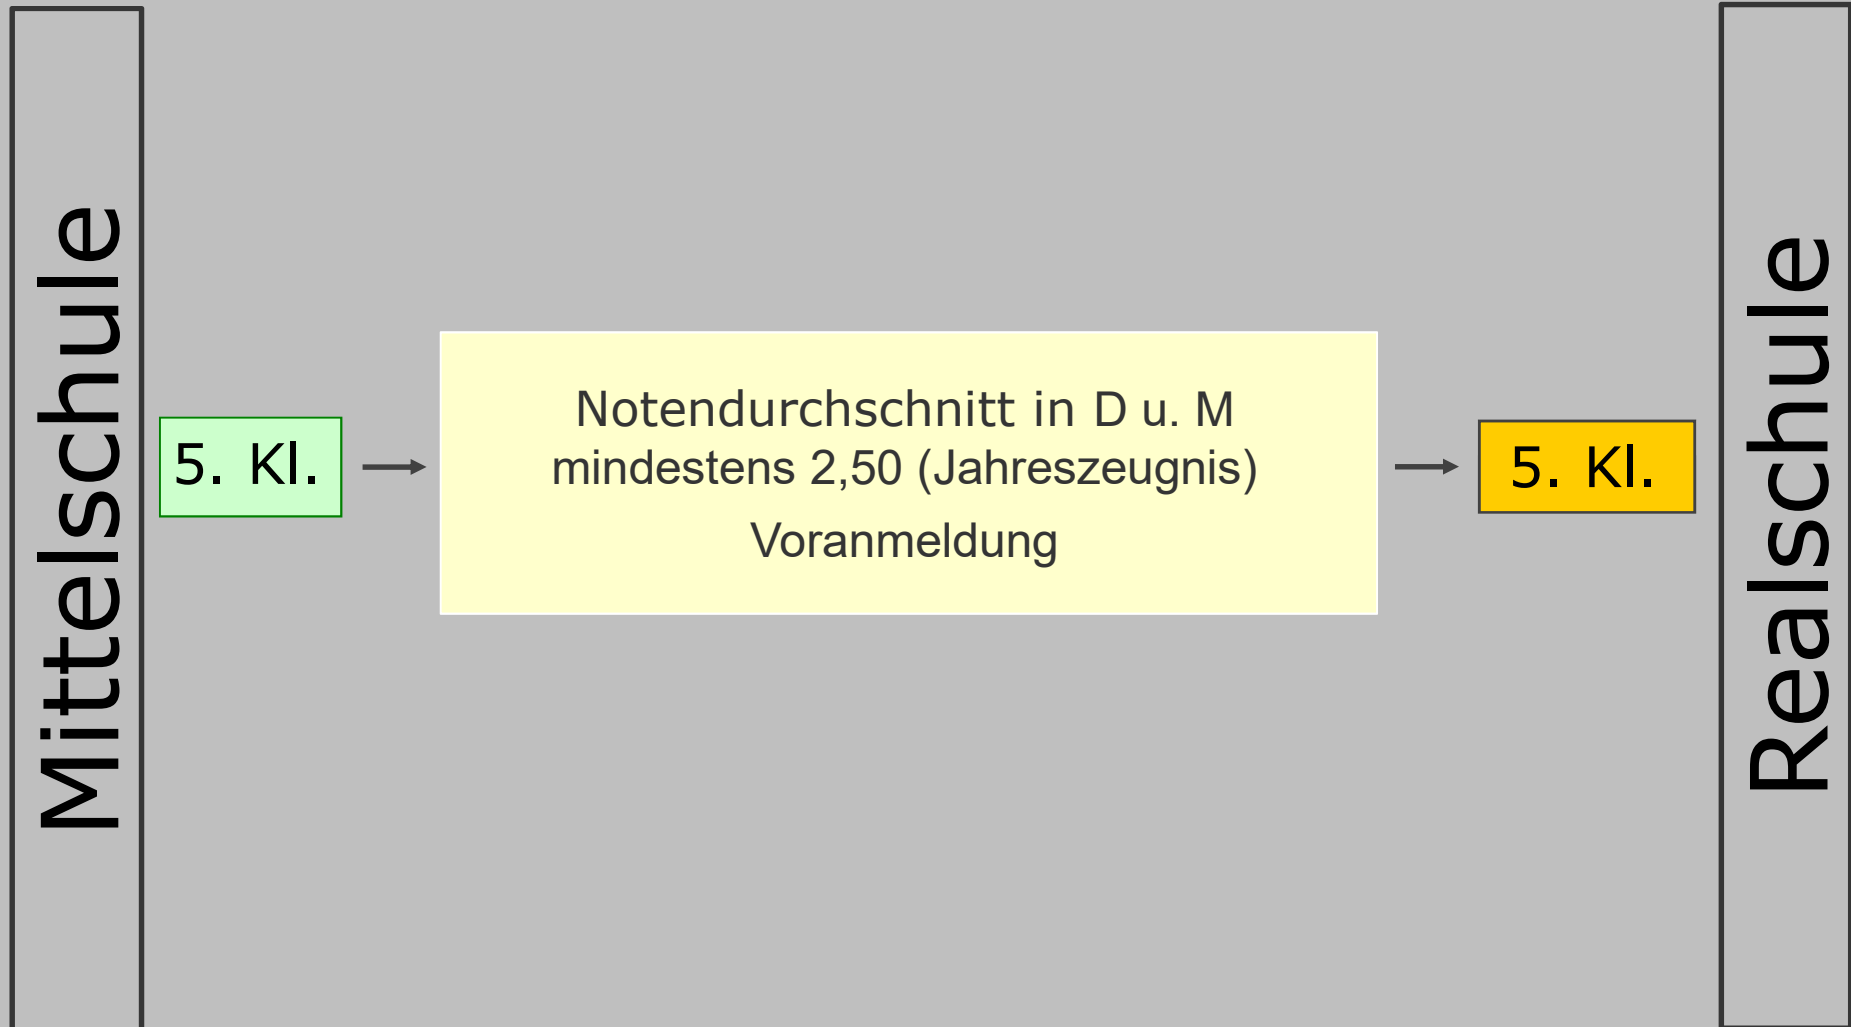 Mittelschule
5. Kl.
Notendurchschnitt in D u. M
mindestens 2,50 (Jahreszeugnis)
Voranmeldung
5. Kl.
Realschule